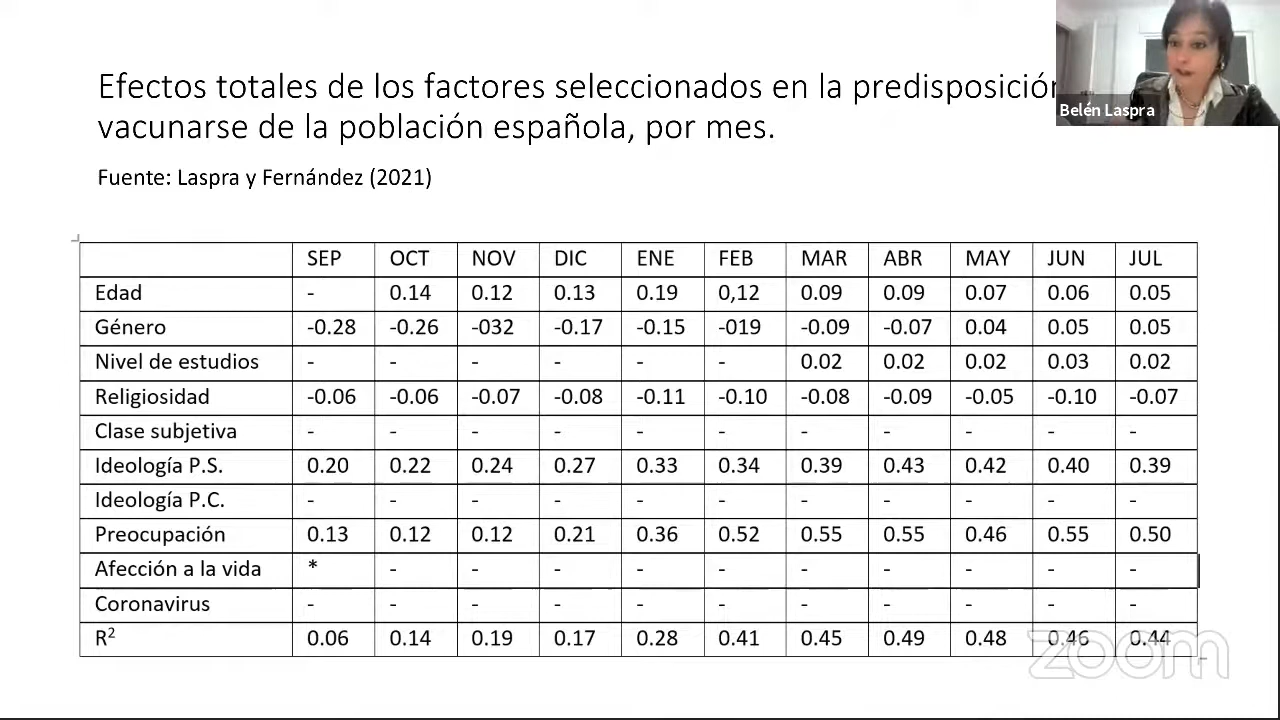 Efectos totales de los factores seleccionados en la predisposición
vacunarse de la población española, por mes.
Fuente: Laspra y Fernández (2021)
Belén Laspra
SEP OCT NOV DIC ENE FEB MAR ABR MAY JUN JUL
Edad - 0.14 0.12 0.13 0.19 0,12 0.09 0.09 0.07 0.06 0.05
Género -0.28 -0.26 -032 -0.17 -0.15 -019 -0.09 -0.07 0.04 0.05 0.05
Nivel de estudios - - - - - - 0.02 0.02 0.02 0.03 0.02
Religiosidad -0.06 -0.06 -0.07 -0.08 -0.11 -0.10 -0.08 -0.09 -0.05 -0.10 -0.07
Clase subjetiva - - - - - - - - - - -
Ideología P.S. 0.20 0.22 0.24 0.27 0.33 0.34 0.39 0.43 0.42 0.40 0.39
Ideología P.C. - - - - - - - - - - -
Preocupación 0.13 0.12 0.12 0.21 0.36 0.52 0.55 0.55 0.46 0.55 0.50
Afección a la vida * - - - - - - - - - -
Coronavirus - - - - - - - - - - -
R² 0.06 0.14 0.19 0.17 0.28 0.41 0.45 0.49 0.48 0.46 0.44
zoom